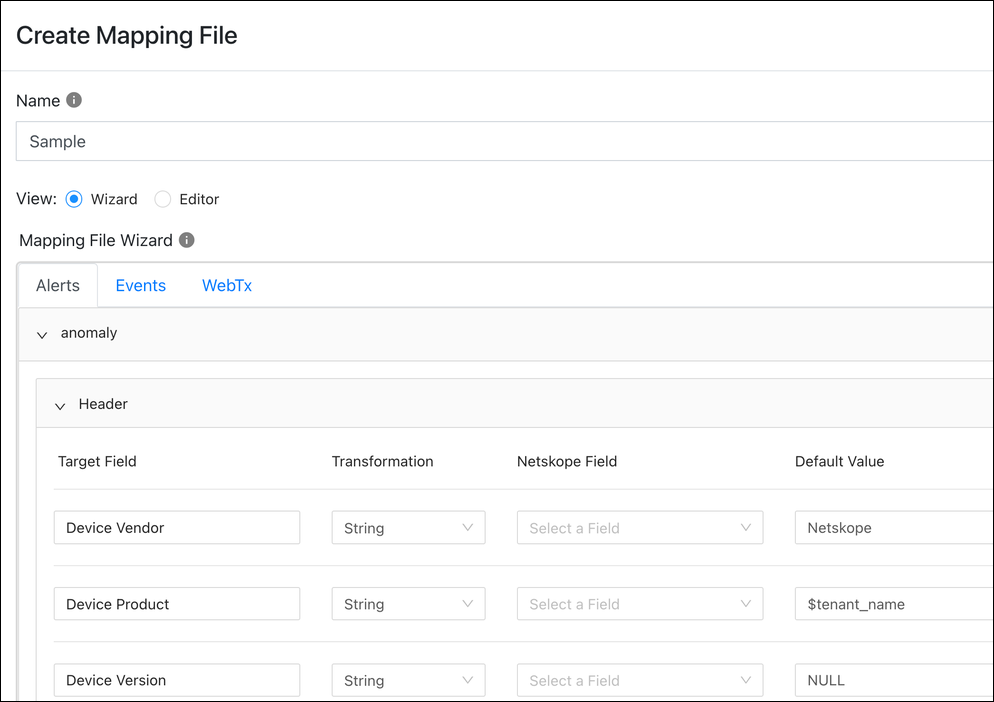 Create Mapping File
Name
Sample
View: Wizard Editor
Mapping File Wizard
Alerts Events WebTx
anomaly
Header
Target Field Transformation Netskope Field Default Value
Device Vendor String Select a Field Netskope
Device Product String Select a Field $tenant_name
Device Version String Select a Field NULL